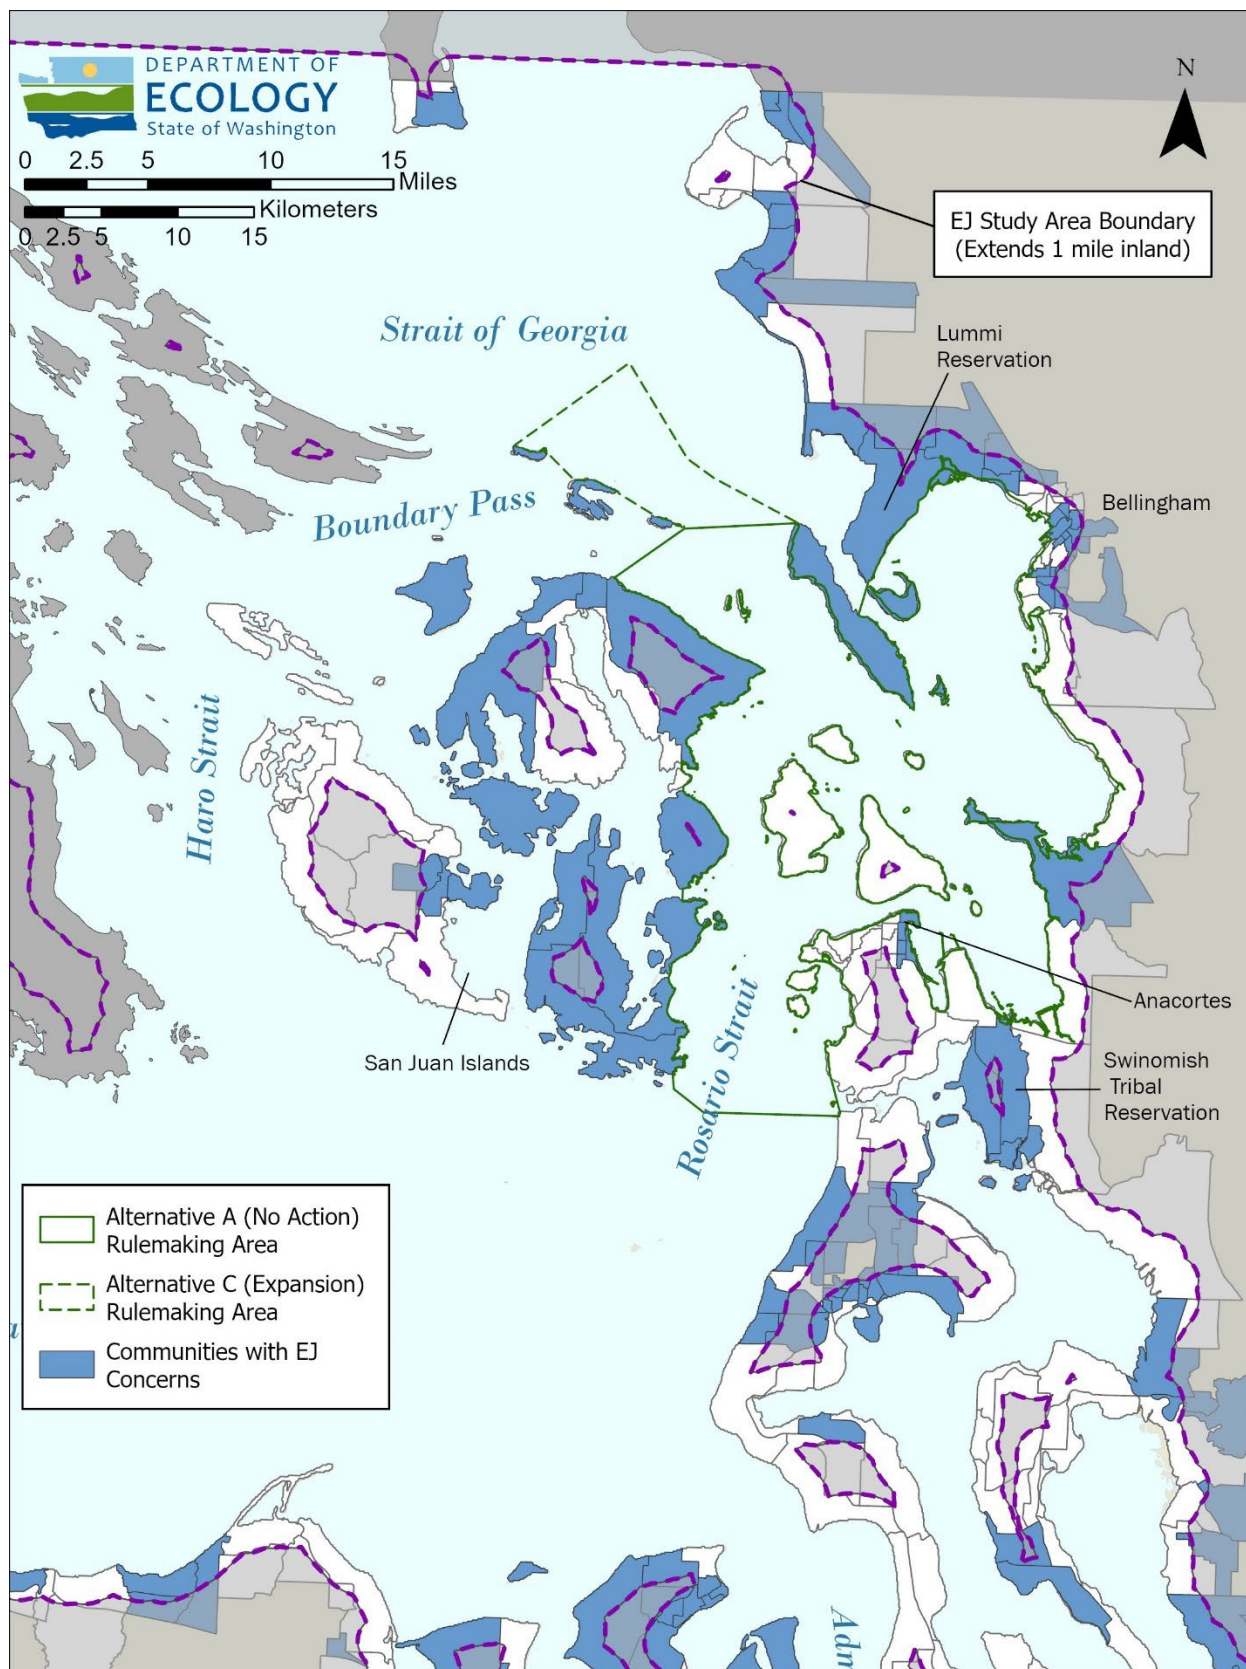 DEPARTMENT OF
ECOLOGY
State of Washington
N
0 2.5 5 10 15
Miles
Kilometers
0 2.5 5 10 15
EJ Study Area Boundary
(Extends 1 mile inland)
Strait of Georgia
Lummi
Reservation
Boundary Pass
Bellingham
Haro Strait
Anacortes
San Juan Islands
Rosario Strait
Swinomish
Tribal
Reservation
Alternative A (No Action)
Rulemaking Area
Alternative C (Expansion)
Rulemaking Area
Communities with EJ
Concerns
a
Adm